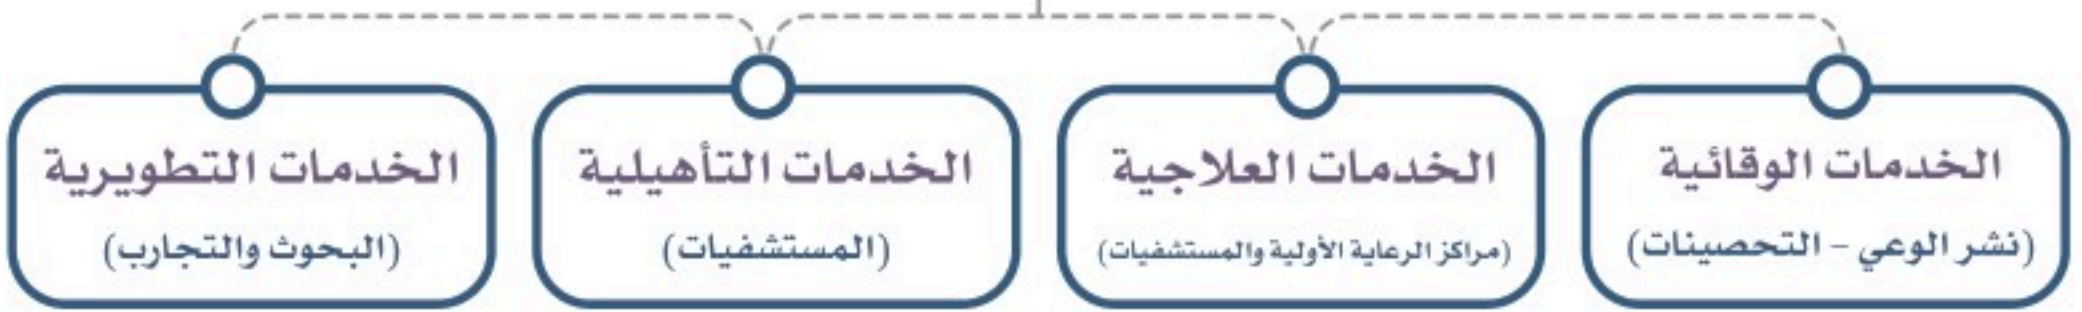 الخدمات الوقائية
(نشر الوعي – التحصينات)
الخدمات العلاجية
(مراكز الرعاية الأولية والمستشفيات)
الخدمات التأهيلية
(المستشفيات)
الخدمات التطويرية
(البحوث والتجارب)